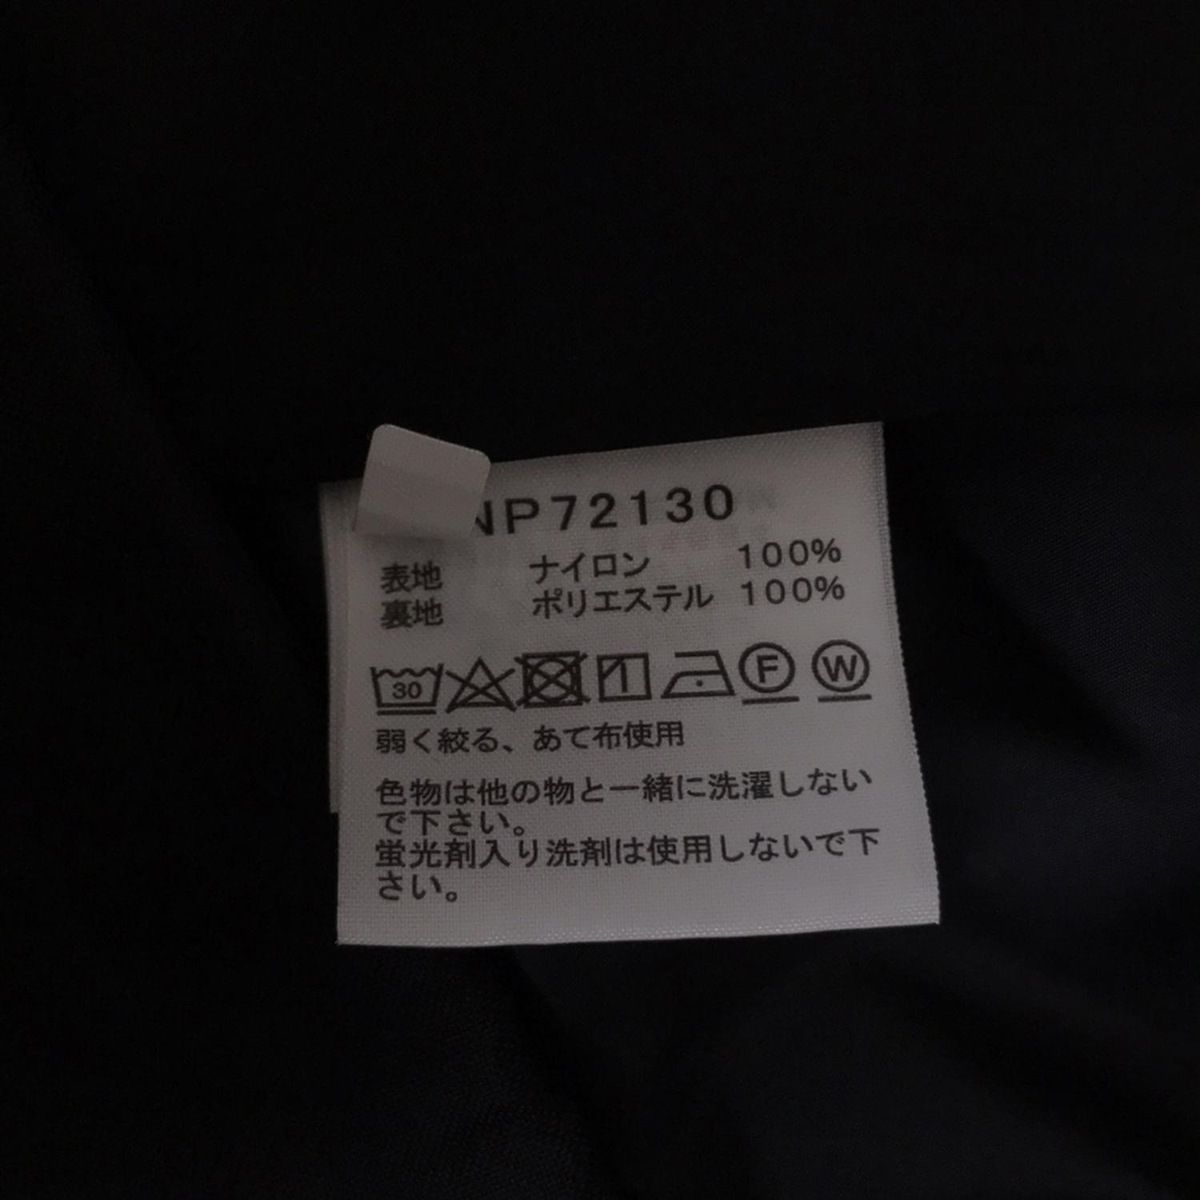 NP72130
表地 ナイロン 100%
裏地 ポリエステル 100%
30 F W
弱く絞る、あて布使用
色物は他の物と一緒に洗濯しない
で下さい。
蛍光剤入り洗剤は使用しないで下
さい。